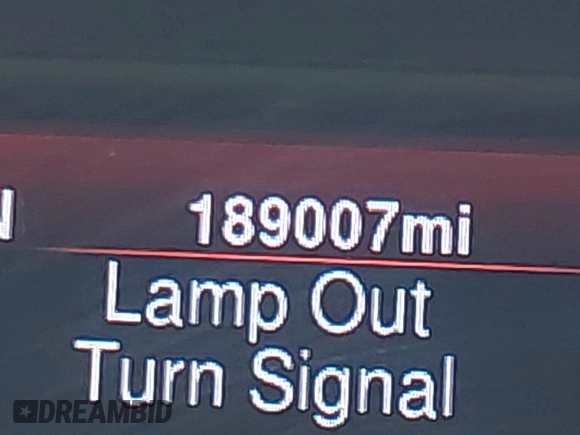 189007mi
Lamp Out
Turn Signal
DREAMBID